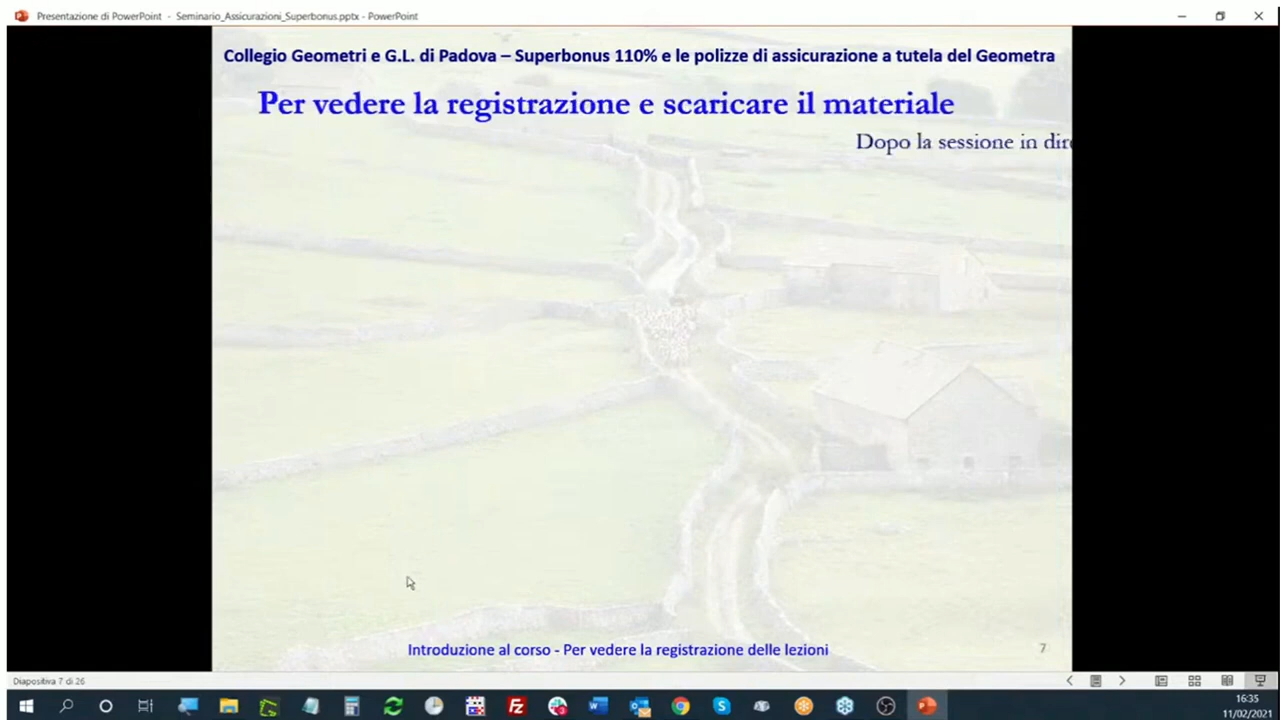 Presentazione di PowerPoint - Seminario_Assicurazioni_Superbonus.pptx - PowerPoint
Collegio Geometri e G.L. di Padova – Superbonus 110% e le polizze di assicurazione a tutela del Geometra
Per vedere la registrazione e scaricare il materiale
Dopo la sessione in dire
Introduzione al corso - Per vedere la registrazione delle lezioni
7
Diapositiva 7 di 26
16:35
11/02/2021